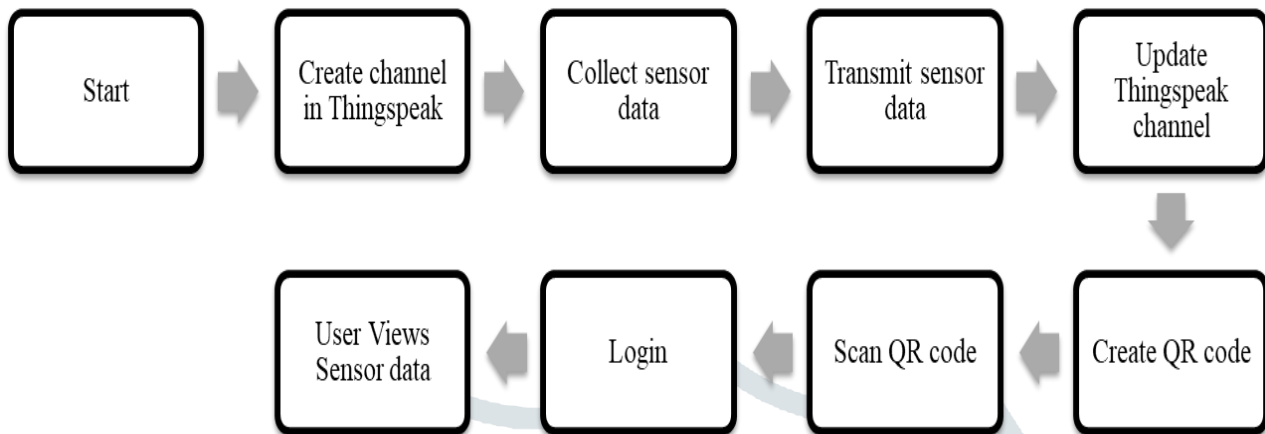 Start
Create channel
in Thingspeak
Collect sensor
data
Transmit sensor
data
Update
Thingspeak
channel
Create QR code
Scan QR code
Login
User Views
Sensor data